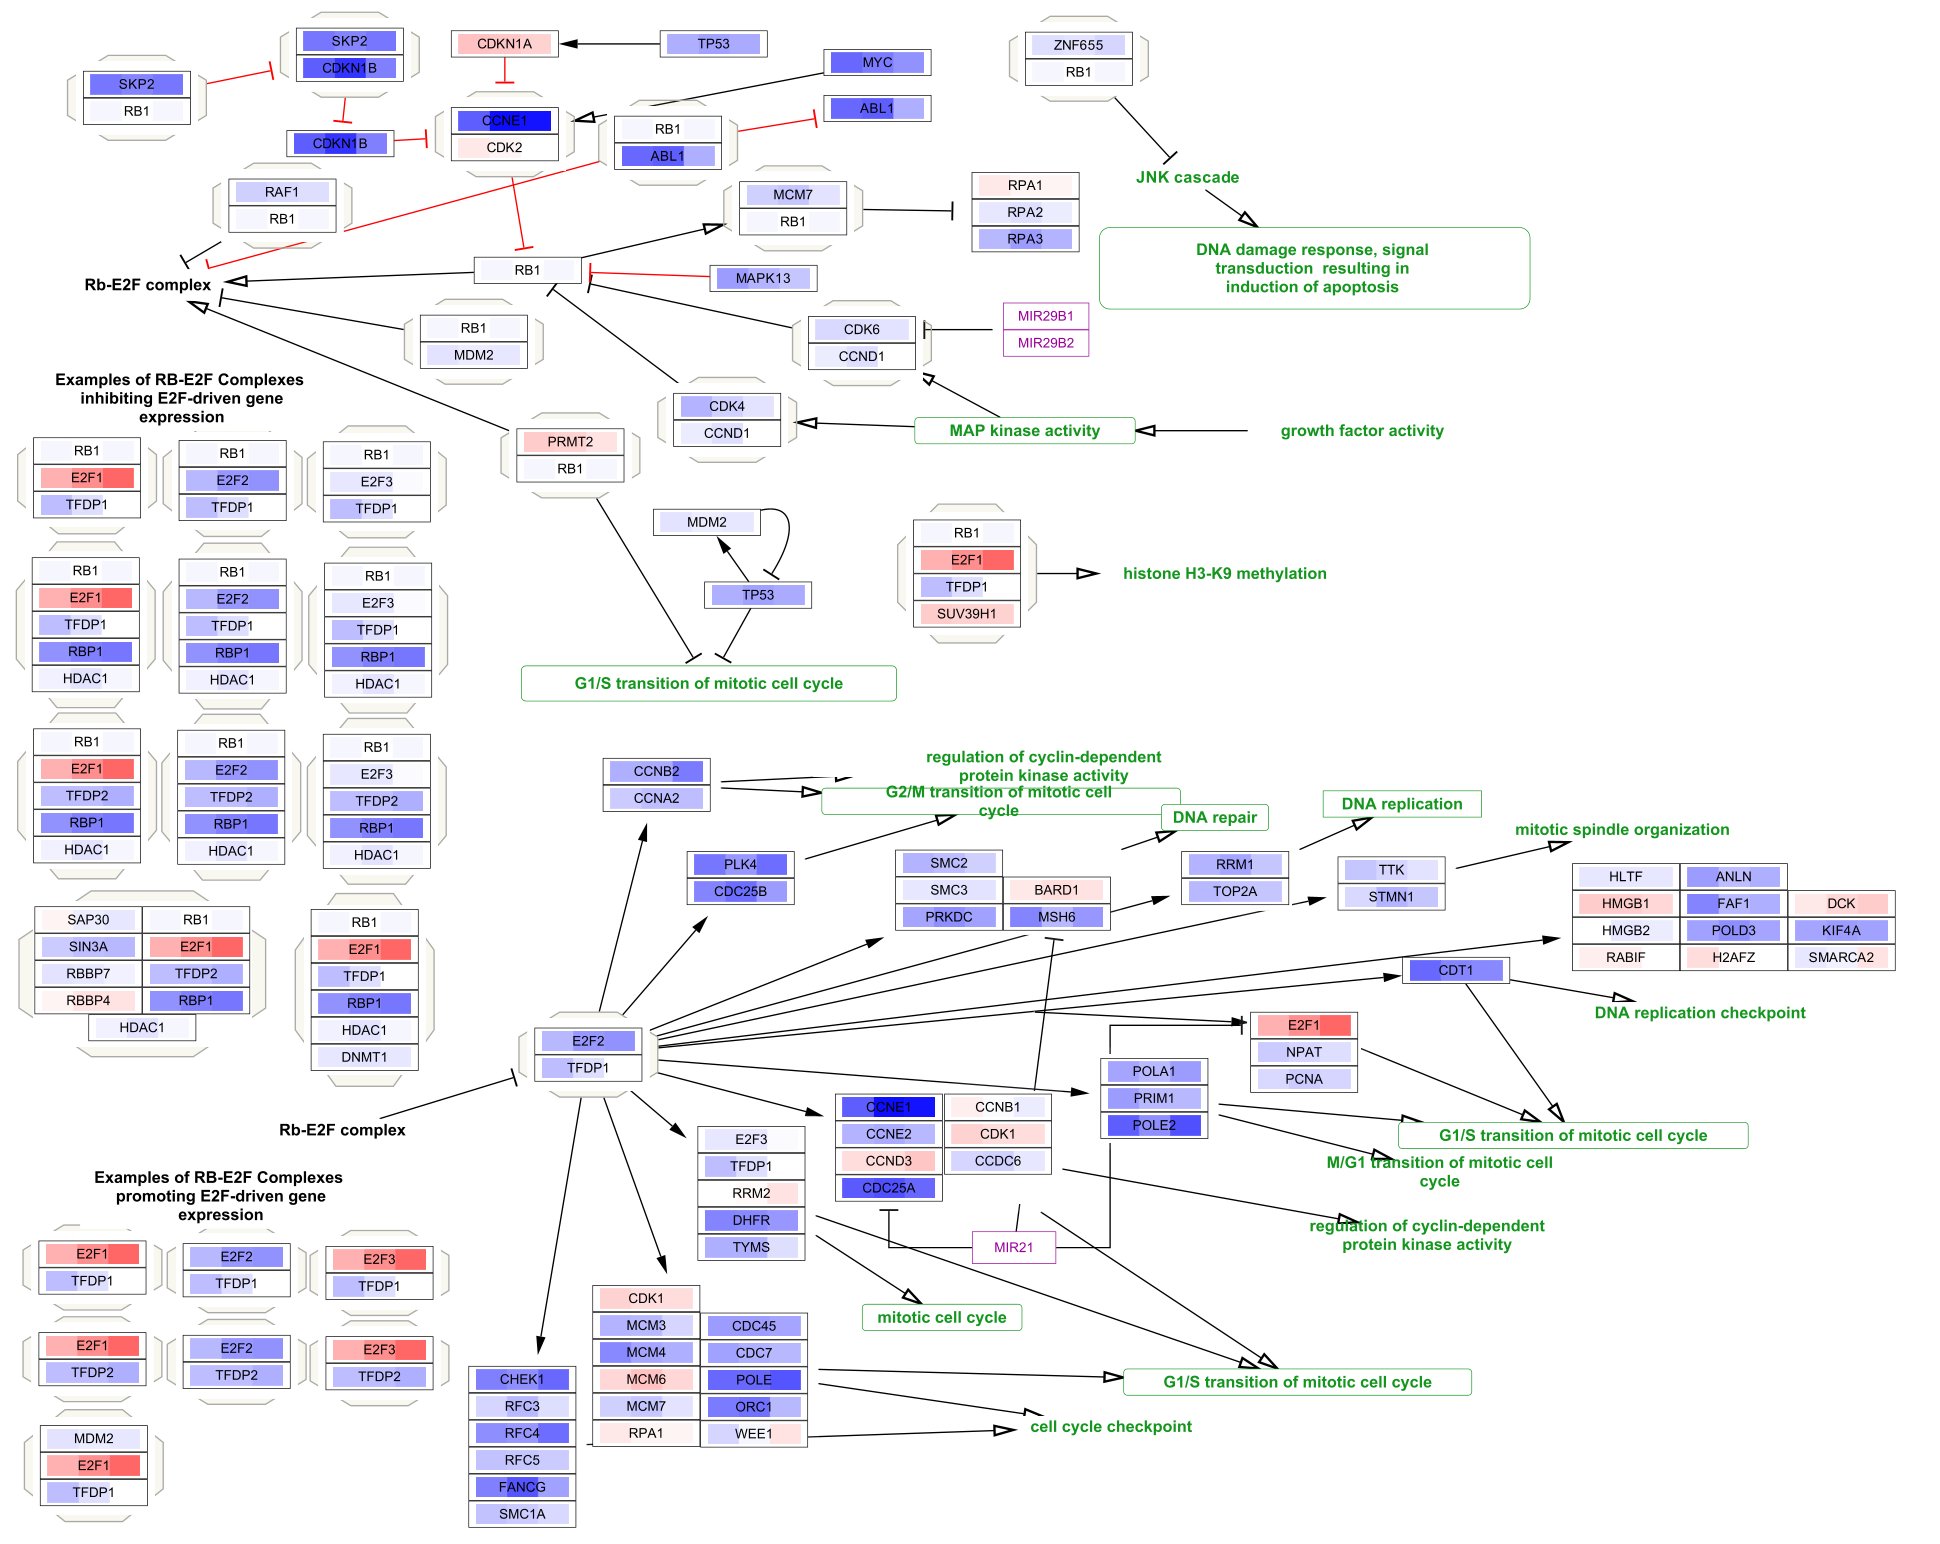 SKP2
RB1
SKP2
CDKN1B
CDKN1B
CDKN1A
TP53
CCNE1
CDK2
MYC
ABL1
RB1
ABL1
ZNF655
RB1
JNK cascade
DNA damage response, signal
transduction resulting in
induction of apoptosis
RAF1
RB1
MCM7
RB1
RPA1
RPA2
RPA3
Rb-E2F complex
RB1
MAPK13
RB1
MDM2
CDK6
CCND1
MIR29B1
MIR29B2
CDK4
CCND1
MAP kinase activity
growth factor activity
PRMT2
RB1
Examples of RB-E2F Complexes
inhibiting E2F-driven gene
expression
RB1
E2F1
TFDP1
RB1
E2F2
TFDP1
RB1
E2F3
TFDP1
RB1
E2F1
TFDP1
RBP1
HDAC1
RB1
E2F2
TFDP1
RBP1
HDAC1
RB1
E2F3
TFDP1
RBP1
HDAC1
RB1
E2F1
TFDP2
RBP1
HDAC1
RB1
E2F2
TFDP2
RBP1
HDAC1
RB1
E2F3
TFDP2
RBP1
HDAC1
SAP30
SIN3A
RBBP7
RBBP4
RB1
E2F1
TFDP2
RBP1
HDAC1
RB1
E2F1
TFDP1
RBP1
HDAC1
DNMT1
MDM2
TP53
G1/S transition of mitotic cell cycle
RB1
E2F1
TFDP1
SUV39H1
histone H3-K9 methylation
CCNB2
CCNA2
regulation of cyclin-dependent
protein kinase activity
G2/M transition of mitotic cell
cycle
DNA repair
DNA replication
mitotic spindle organization
PLK4
CDC25B
SMC2
SMC3
PRKDC
BARD1
MSH6
RRM1
TOP2A
TTK
STMN1
HLTF
HMGB1
HMGB2
RABIF
ANLN
FAF1
POLD3
H2AFZ
DCK
KIF4A
SMARCA2
CDT1
DNA replication checkpoint
E2F2
TFDP1
Rb-E2F complex
E2F1
NPAT
PCNA
POLA1
PRIM1
POLE2
G1/S transition of mitotic cell cycle
M/G1 transition of mitotic cell
cycle
regulation of cyclin-dependent
protein kinase activity
CCNE1
CCNE2
CCND3
CDC25A
CCNB1
CDK1
CCDC6
MIR21
E2F3
TFDP1
RRM2
DHFR
TYMS
mitotic cell cycle
G1/S transition of mitotic cell cycle
cell cycle checkpoint
CDK1
MCM3
MCM4
MCM6
MCM7
RPA1
CDC45
CDC7
POLE
ORC1
WEE1
CHEK1
RFC3
RFC4
RFC5
FANCG
SMC1A
Examples of RB-E2F Complexes
promoting E2F-driven gene
expression
E2F1
TFDP1
E2F2
TFDP1
E2F3
TFDP1
E2F1
TFDP2
E2F2
TFDP2
E2F3
TFDP2
MDM2
E2F1
TFDP1